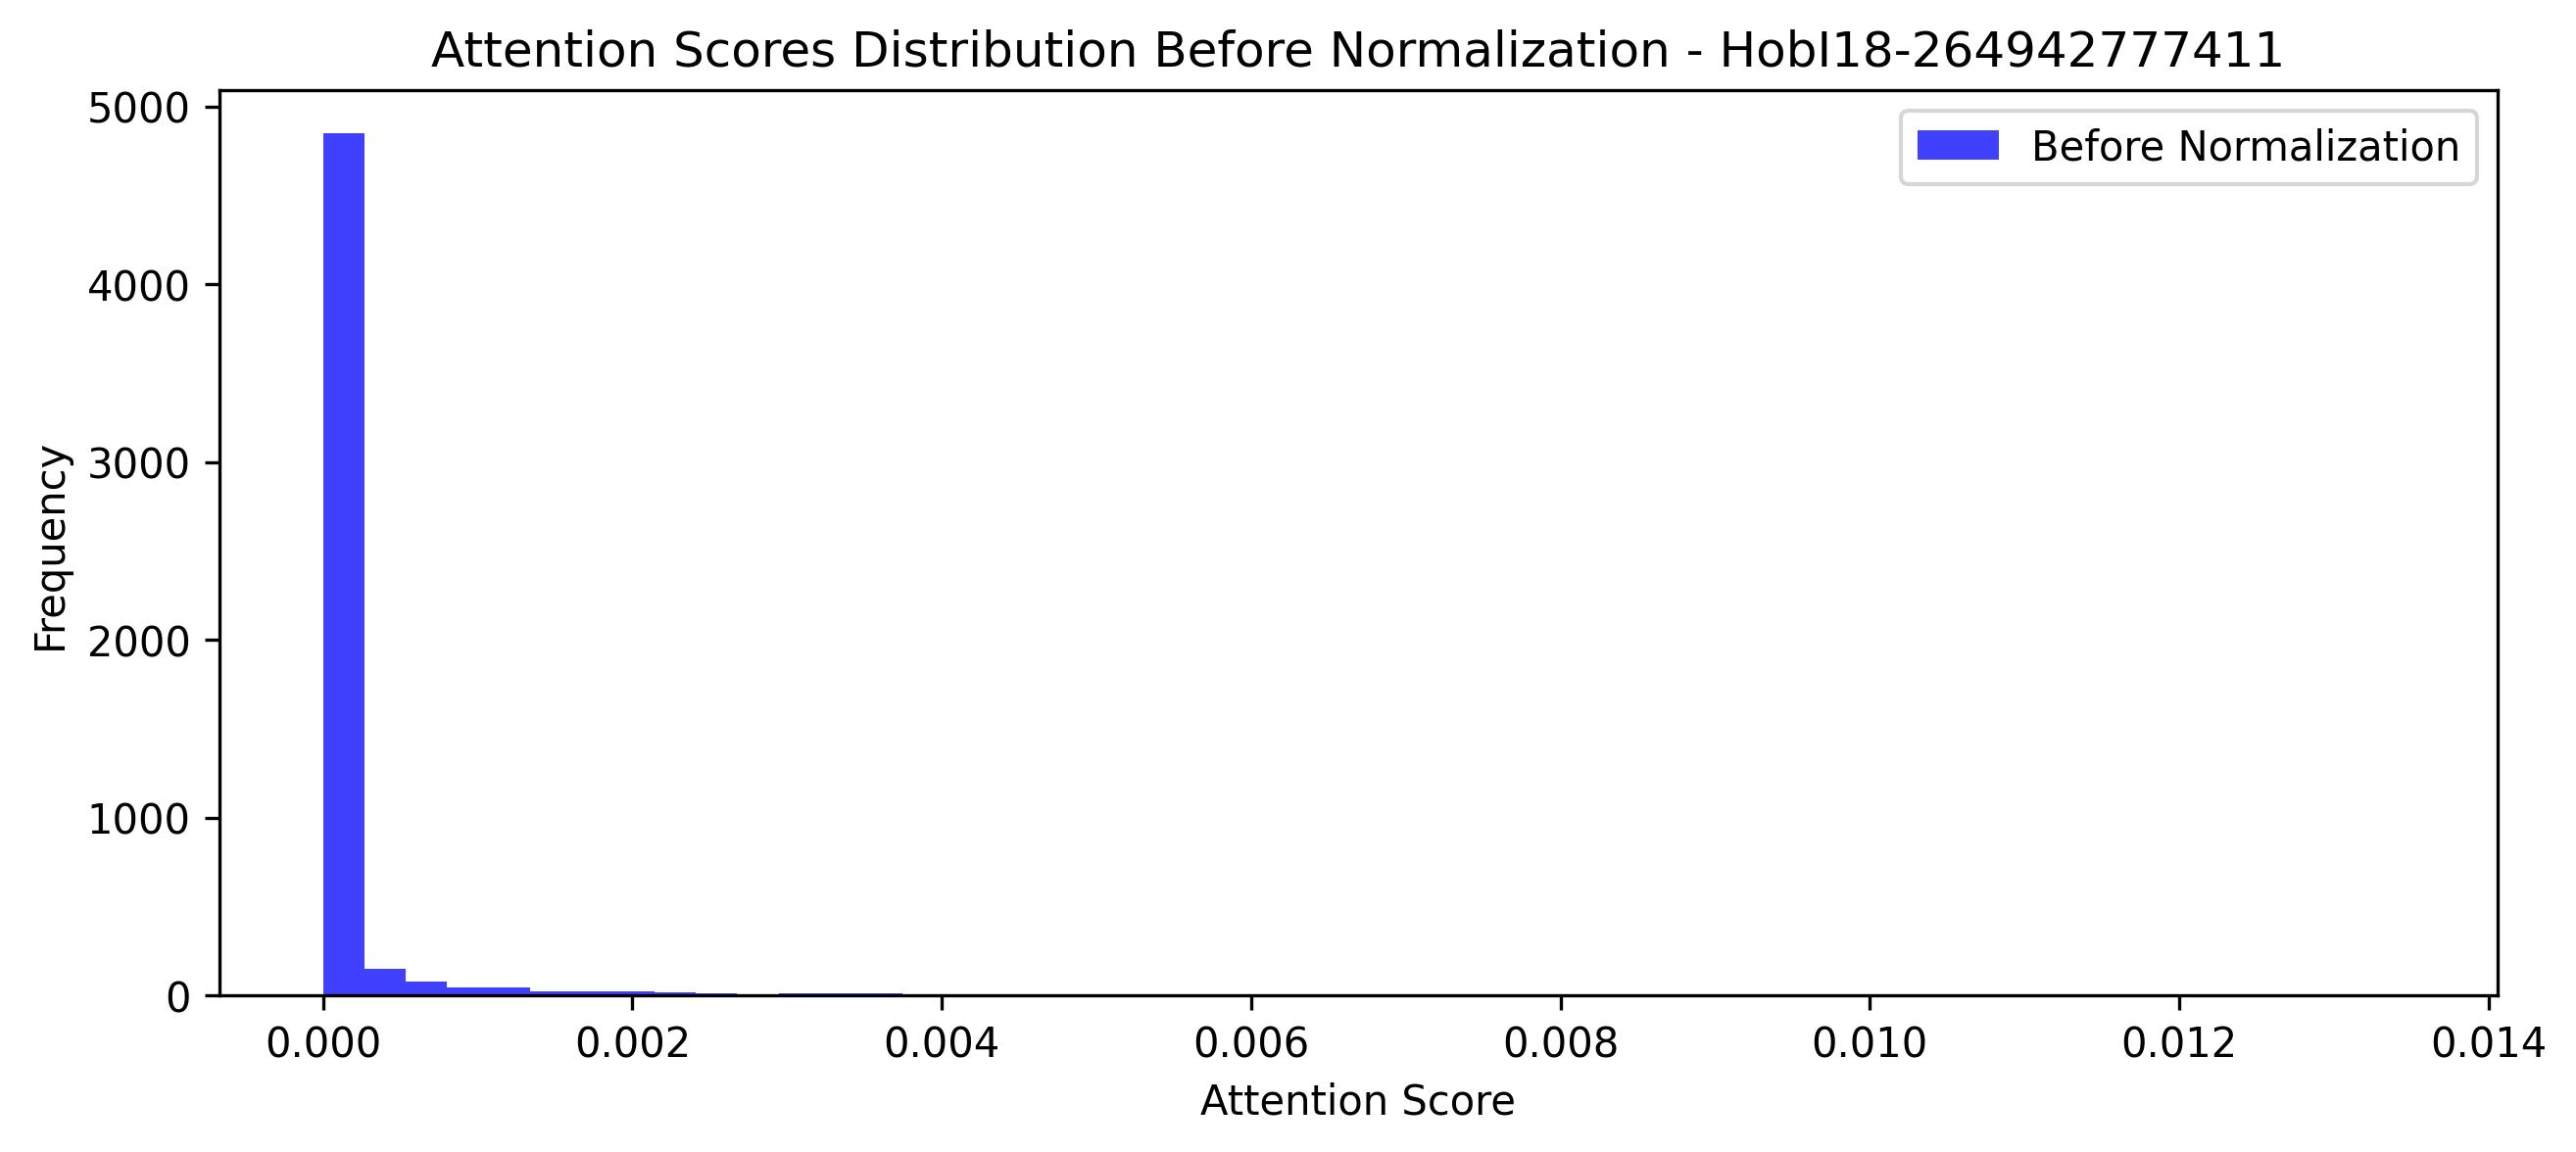 Attention Scores Distribution Before Normalization - HobI18-264942777411
Before Normalization
5000
4000
3000
2000
1000
0
Frequency
0.000 0.002 0.004 0.006 0.008 0.010 0.012 0.014
Attention Score